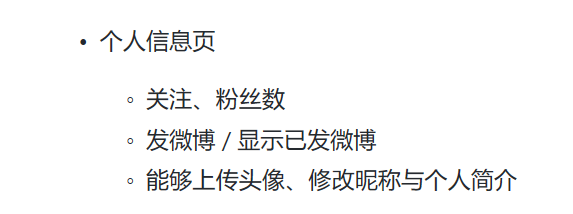 • 个人信息页
◦ 关注、粉丝数
◦ 发微博 / 显示已发微博
◦ 能够上传头像、修改昵称与个人简介